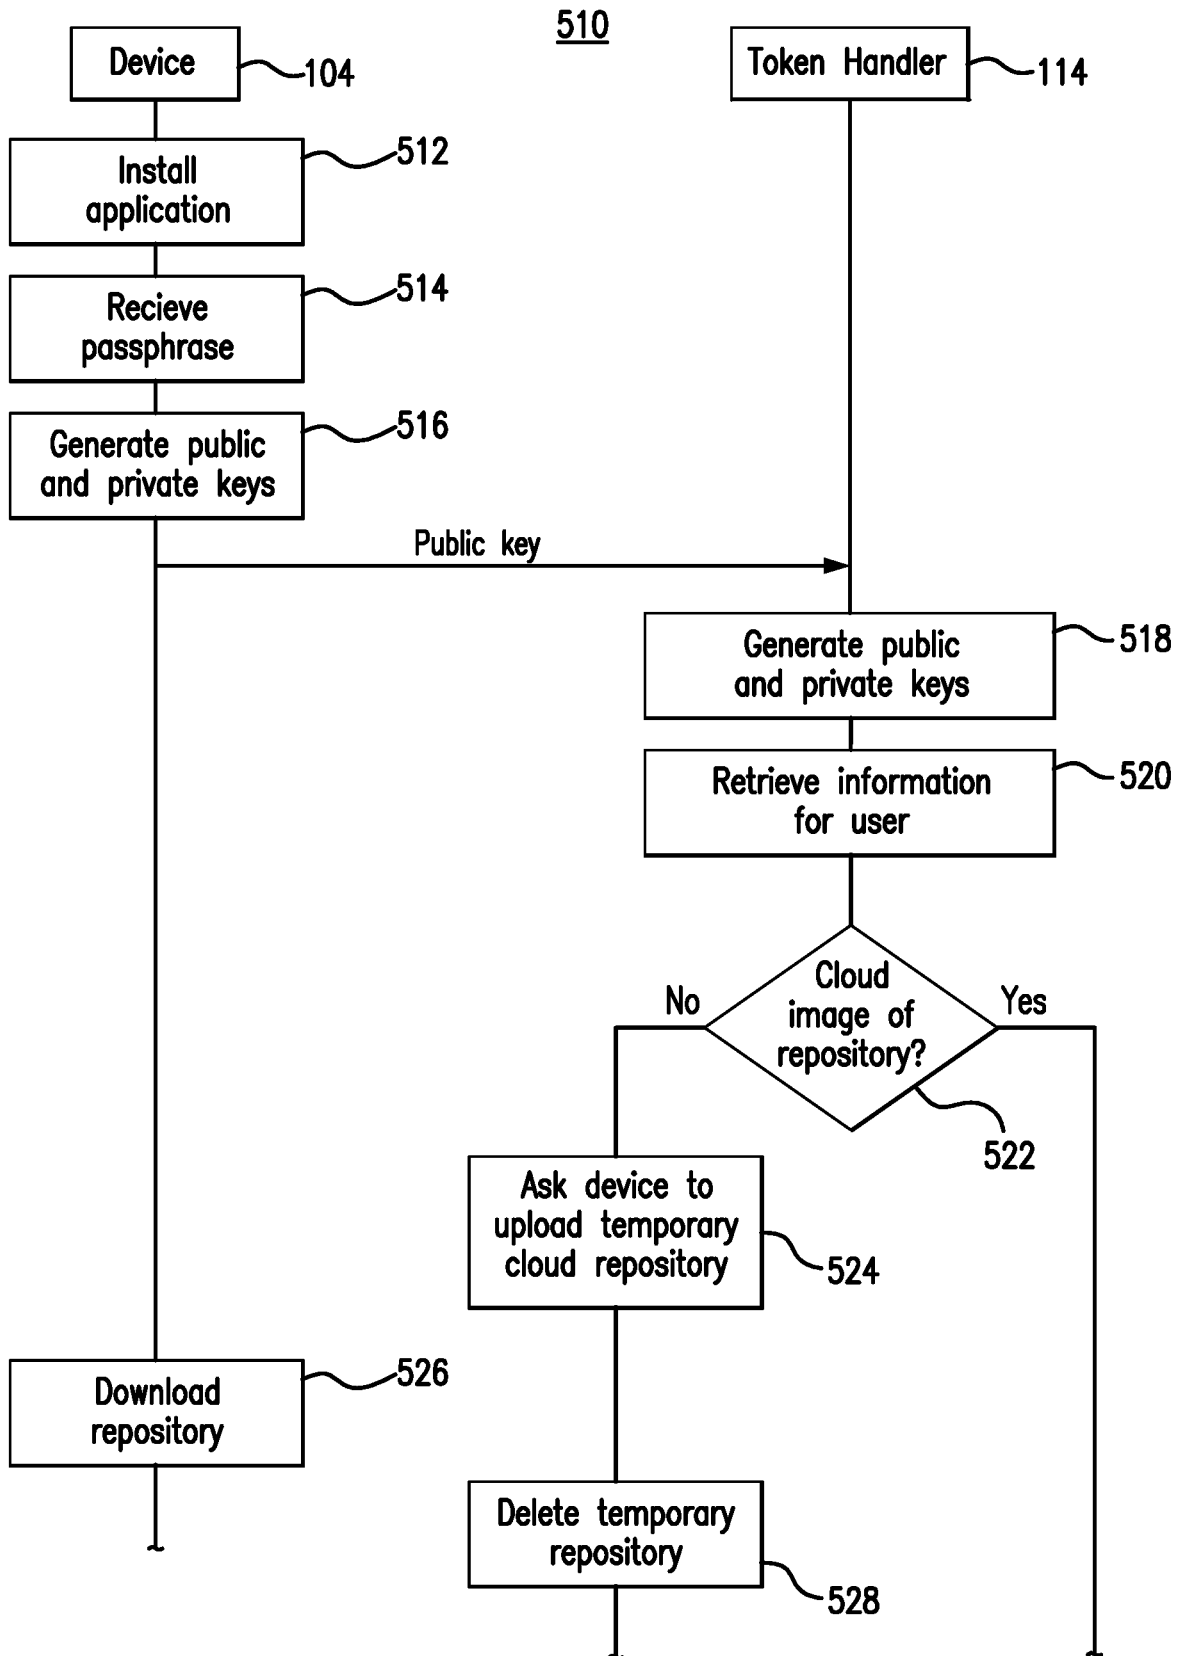 510
Device
104
Token Handler
114
Install
application
512
Recieve
passphrase
514
Generate public
and private keys
516
Public key
Generate public
and private keys
518
Retrieve information
for user
520
Cloud
image of
repository?
No
Yes
522
Ask device to
upload temporary
cloud repository
524
Download
repository
526
Delete temporary
repository
528